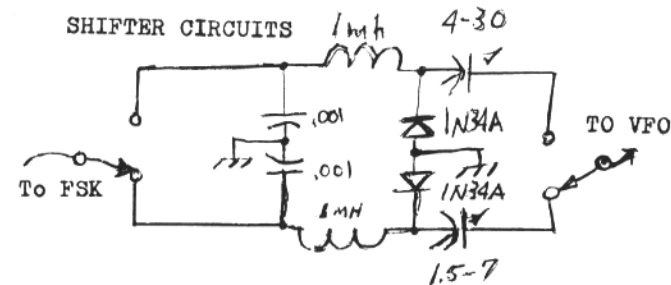 SHIFTER CIRCUITS
1mh
4-30
.001
1N34A
TO VFO
.001
To FSK
1N34A
1MH
1.5-7